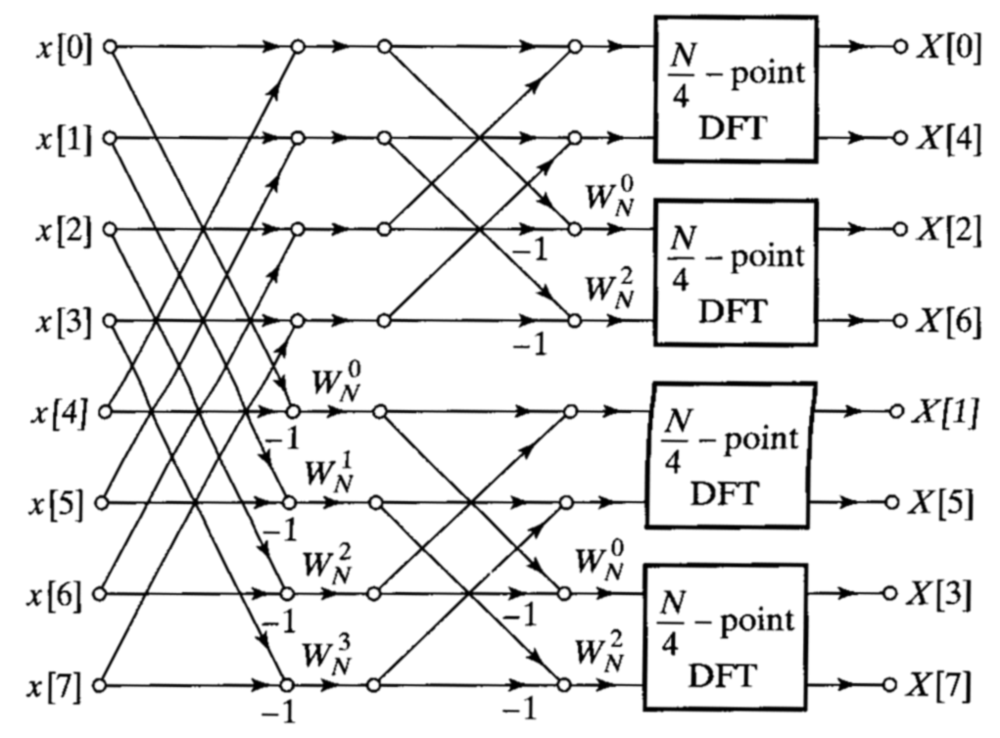 x[0] N/4 – point DFT X[0]
x[1] X[4]
x[2] W_N^0 –1 N/4 – point DFT X[2]
x[3] W_N^2 –1 X[6]
x[4] W_N^0 –1 N/4 – point DFT X[1]
x[5] W_N^1 –1 X[5]
x[6] W_N^2 –1 W_N^0 –1 N/4 – point DFT X[3]
x[7] W_N^3 –1 W_N^2 –1 X[7]